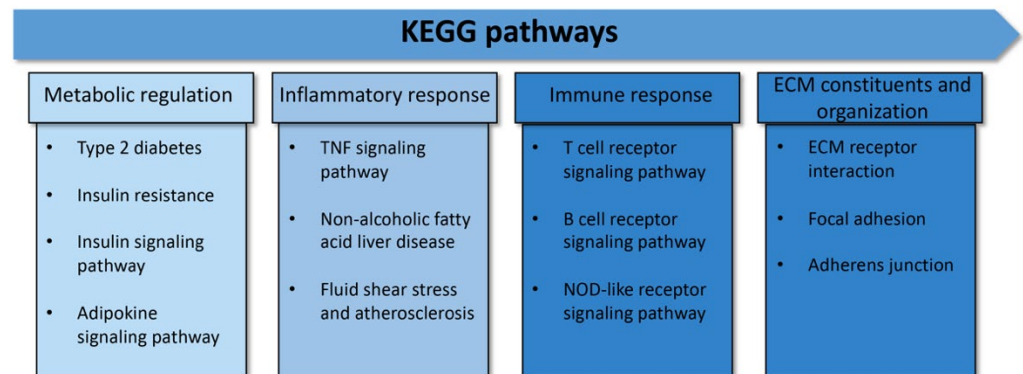 KEGG pathways
Metabolic regulation
• Type 2 diabetes
• Insulin resistance
• Insulin signaling
pathway
• Adipokine
signaling pathway
Inflammatory response
• TNF signaling
pathway
• Non-alcoholic fatty
acid liver disease
• Fluid shear stress
and atherosclerosis
Immune response
• T cell receptor
signaling pathway
• B cell receptor
signaling pathway
• NOD-like receptor
signaling pathway
ECM constituents and
organization
• ECM receptor
interaction
• Focal adhesion
• Adherens junction